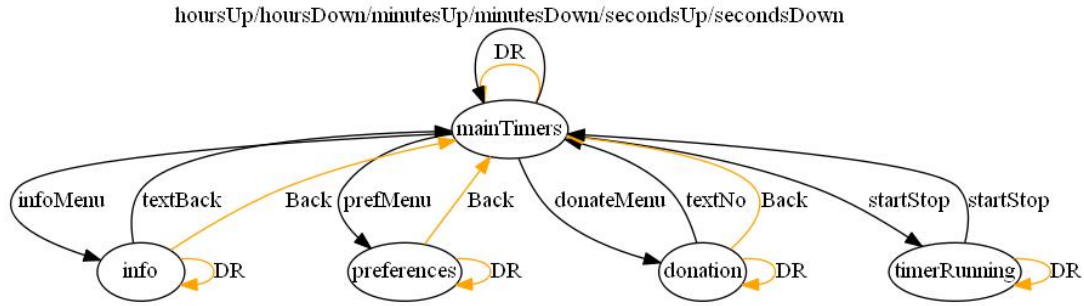 hoursUp/hoursDown/minutesUp/minutesDown/secondsUp/secondsDown
DR
mainTimers
infoMenu
textBack
Back
prefMenu
Back
donateMenu
textNo
Back
startStop
startStop
info
DR
preferences
DR
donation
DR
timerRunning
DR